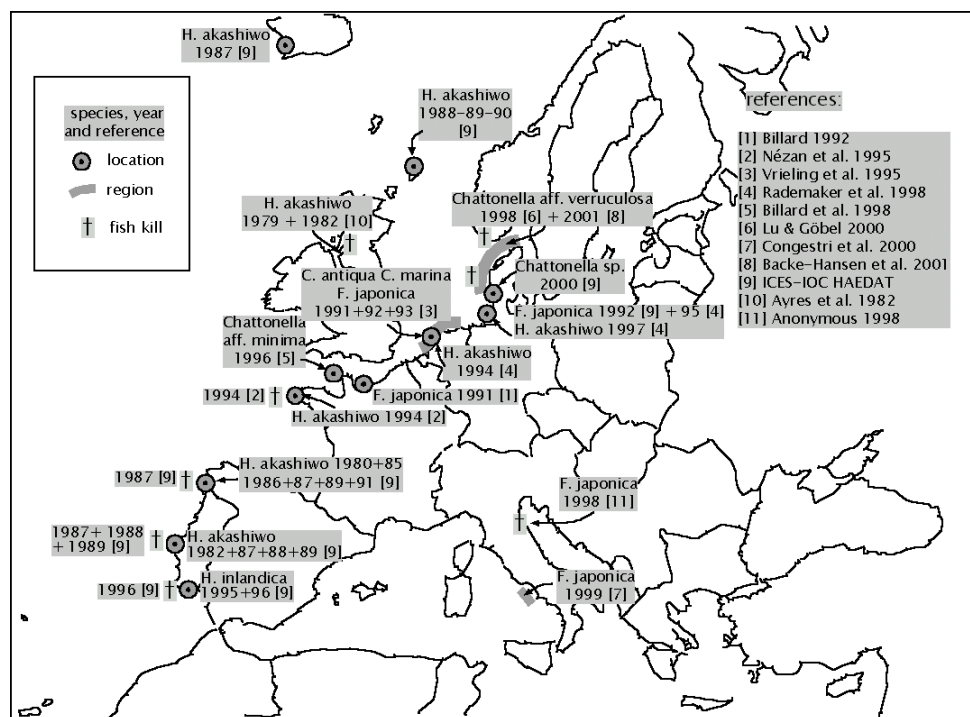 H. akashiwo
1987 [9]
species, year
and reference
location
region
† fish kill
H. akashiwo
1988-89-90
[9]
references:
[1] Billard 1992
[2] Nézan et al. 1995
[3] Vrieling et al. 1995
[4] Rademaker et al. 1998
[5] Billard et al. 1998
[6] Lu & Göbel 2000
[7] Congestri et al. 2000
[8] Backe-Hansen et al. 2001
[9] ICES-IOC HAEDAT
[10] Ayres et al. 1982
[11] Anonymous 1998
H. akashiwo
1979 + 1982 [10]
†
Chattonella aff. verruculosa
1998 [6] + 2001 [8]
†
†
Chattonella sp.
2000 [9]
C. antiqua C. marina
F. japonica
1991+92+93 [3]
F. japonica 1992 [9] + 95 [4]
H. akashiwo 1997 [4]
Chattonella
aff. minima
1996 [5]
H. akashiwo
1994 [4]
1994 [2] †
F. japonica 1991 [1]
H. akashiwo 1994 [2]
1987 [9] †
H. akashiwo 1980+85
1986+87+89+91 [9]
F. japonica
1998 [11]
†
1987+ 1988
+ 1989 [9] †
H. akashiwo
1982+87+88+89 [9]
1996 [9] †
H. inlandica
1995+96 [9]
F. japonica
1999 [7]